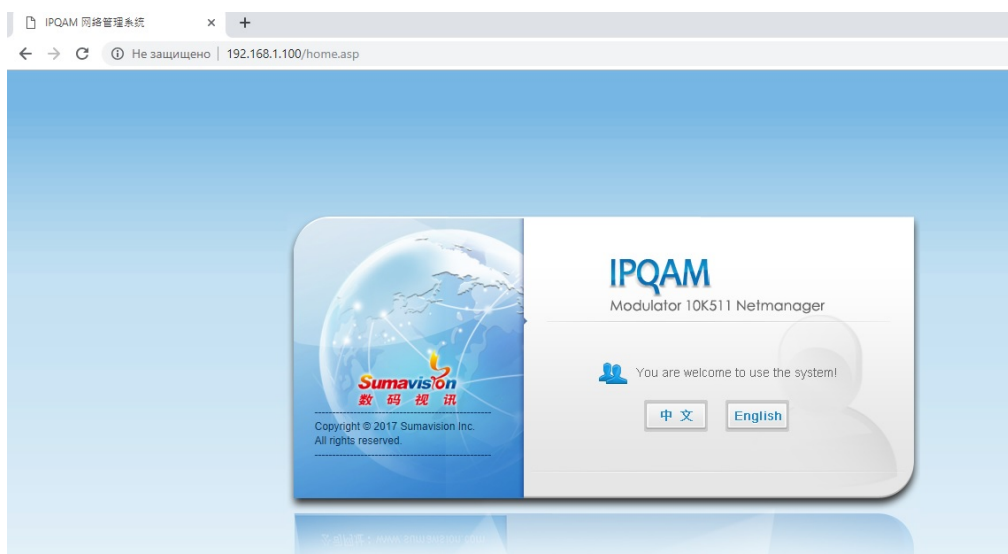 IPQAM 网络管理系统
Не защищено | 192.168.1.100/home.asp
IPQAM
Modulator 10K511 Netmanager
You are welcome to use the system!
中 文 English
Sumavision
数 码 视 讯
Copyright © 2017 Sumavision Inc.
All rights reserved.